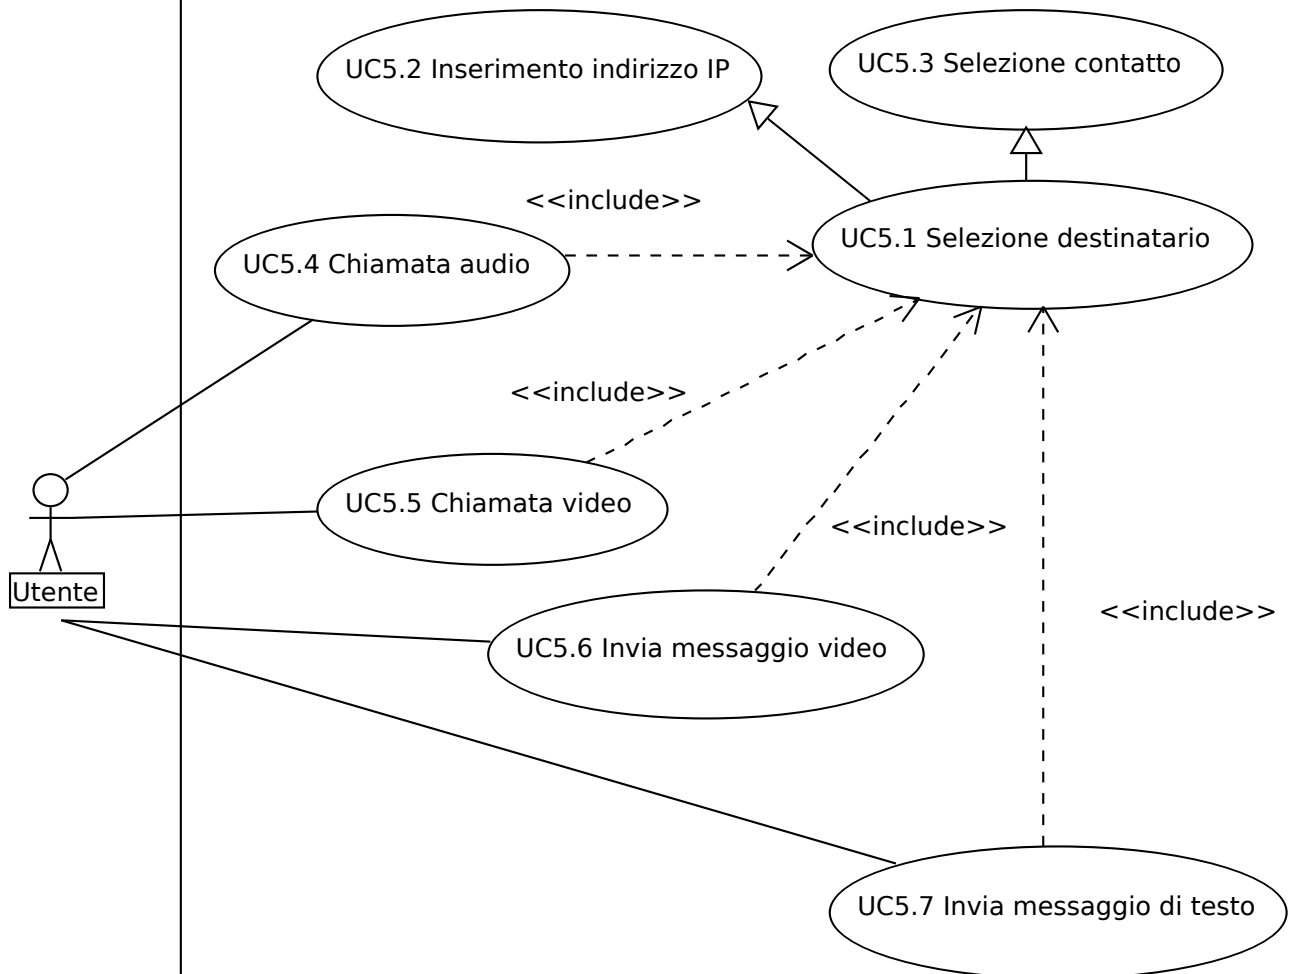 UC5.2 Inserimento indirizzo IP
UC5.3 Selezione contatto
<<include>>
UC5.1 Selezione destinatario
UC5.4 Chiamata audio
<<include>>
UC5.5 Chiamata video
<<include>>
Utente
<<include>>
UC5.6 Invia messaggio video
UC5.7 Invia messaggio di testo